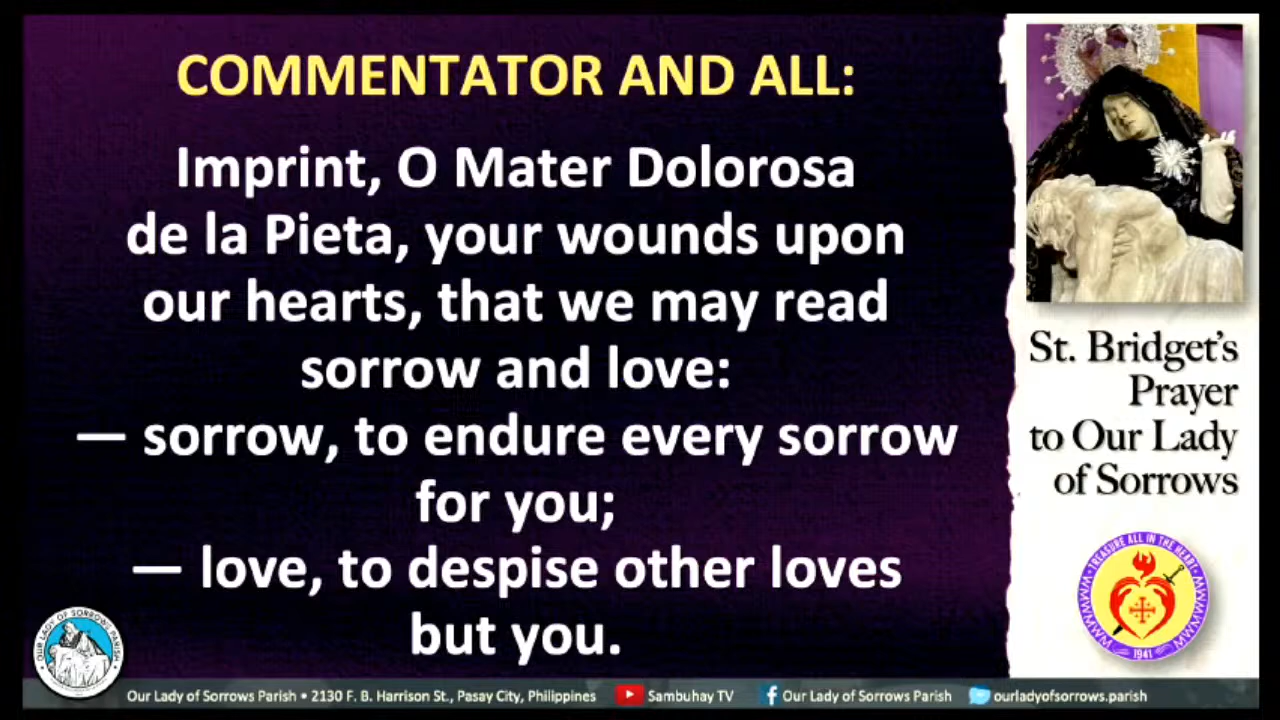 COMMENTATOR AND ALL:
Imprint, O Mater Dolorosa
de la Pieta, your wounds upon
our hearts, that we may read
sorrow and love:
— sorrow, to endure every sorrow
for you;
— love, to despise other loves
but you.
St. Bridget's
Prayer
to Our Lady
of Sorrows
TREASURE ALL IN THE HEART
1941
OUR LADY OF SORROWS PARISH
Our Lady of Sorrows Parish • 2130 F. B. Harrison St., Pasay City, Philippines Sambuhay TV Our Lady of Sorrows Parish ourladyofsorrows.parish